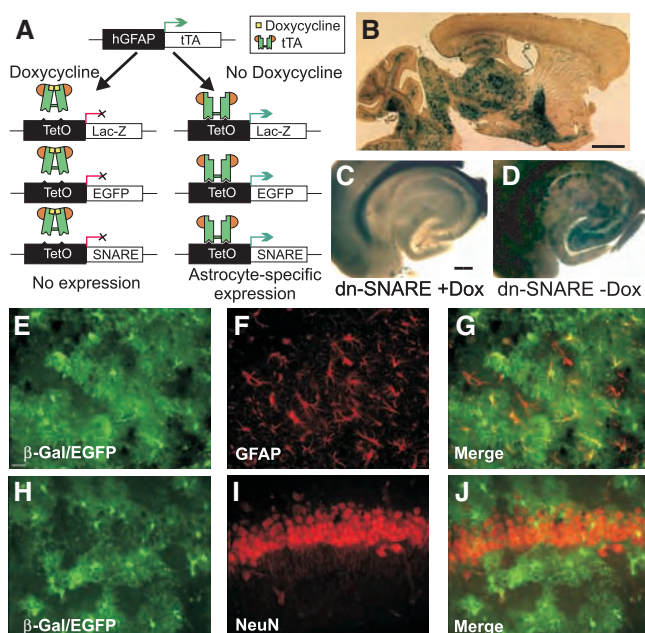 A
hGFAP
tTA
Doxycycline
tTA
Doxycycline
No Doxycycline
TetO
Lac-Z
TetO
Lac-Z
TetO
EGFP
TetO
EGFP
TetO
SNARE
TetO
SNARE
No expression
Astrocyte-specific
expression
B
C
dn-SNARE +Dox
D
dn-SNARE -Dox
E
β-Gal/EGFP
F
GFAP
G
Merge
H
β-Gal/EGFP
I
NeuN
J
Merge